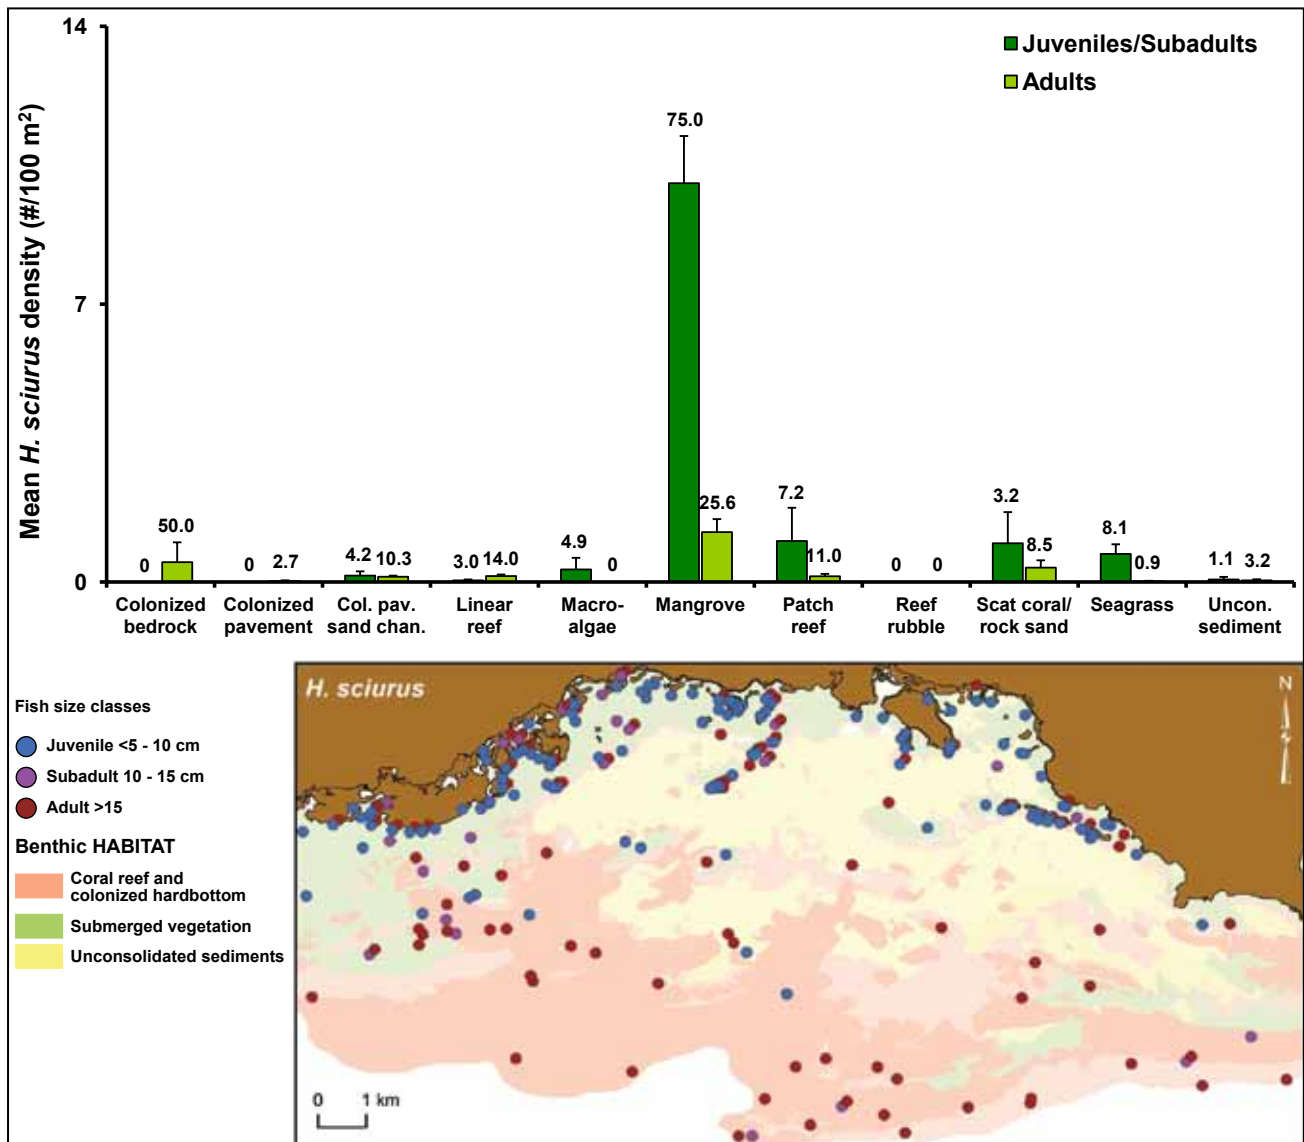 14
Juveniles/Subadults
Adults
Mean H. sciurus density (#/100 m²)
7
0
0
50.0
0
2.7
4.2
10.3
3.0
14.0
4.9
0
75.0
25.6
7.2
11.0
0
0
3.2
8.5
8.1
0.9
1.1
3.2
Colonized
bedrock
Colonized
pavement
Col. pav.
sand chan.
Linear
reef
Macro-
algae
Mangrove
Patch
reef
Reef
rubble
Scat coral/
rock sand
Seagrass
Uncon.
sediment
H. sciurus
N
Fish size classes
Juvenile <5 - 10 cm
Subadult 10 - 15 cm
Adult >15
Benthic HABITAT
Coral reef and
colonized hardbottom
Submerged vegetation
Unconsolidated sediments
0 1 km